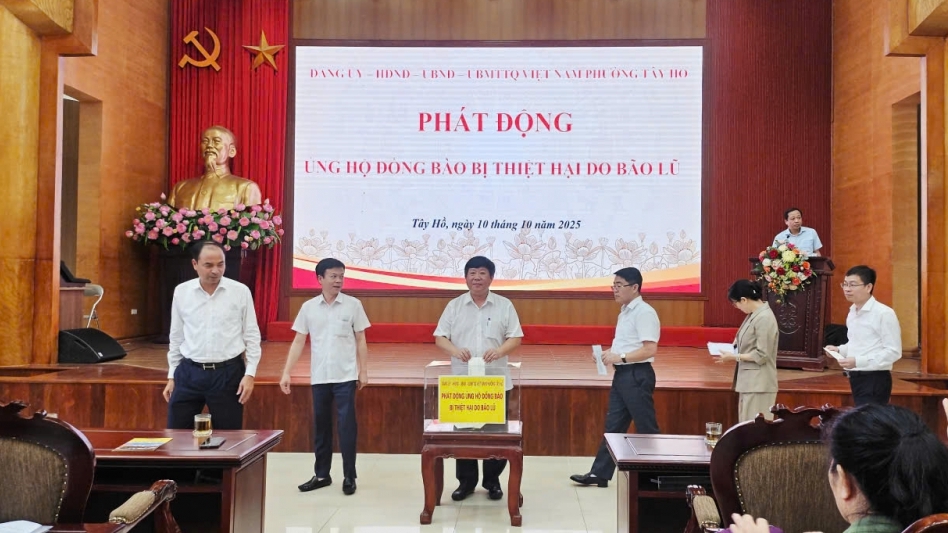 ĐẢNG ỦY – HĐND – UBND – UBMTTQ VIỆT NAM PHƯỜNG TÂY HỒ
PHÁT ĐỘNG
ỦNG HỘ ĐỒNG BÀO BỊ THIỆT HẠI DO BÃO LŨ
Tây Hồ, ngày 10 tháng 10 năm 2025
PHÁT ĐỘNG ỦNG HỘ ĐỒNG BÀO
BỊ THIỆT HẠI DO BÃO LŨ